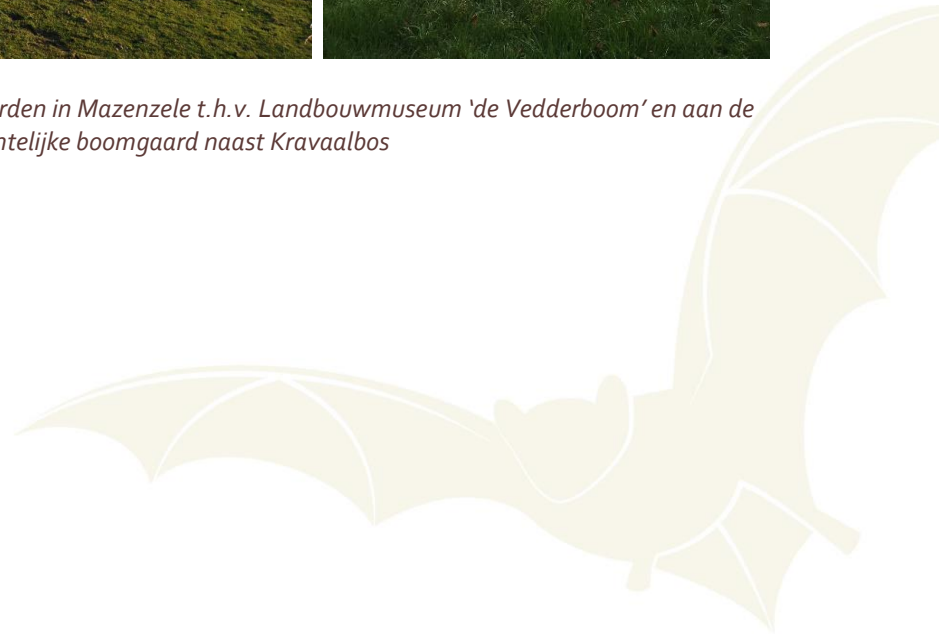 rden in Mazenzele t.h.v. Landbouwmuseum ‘de Vedderboom’ en aan de
ntelijke boomgaard naast Kravaalbos